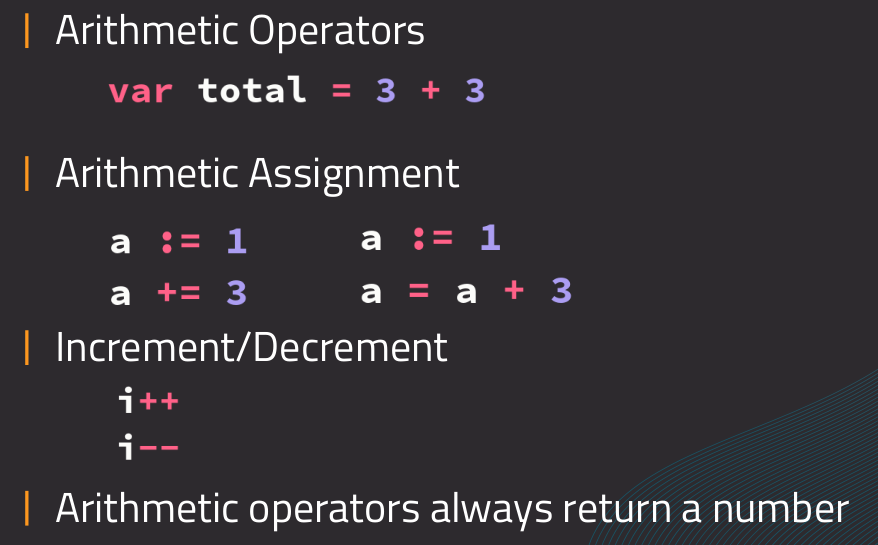 Arithmetic Operators
var total = 3 + 3
Arithmetic Assignment
a := 1 a := 1
a += 3 a = a + 3
Increment/Decrement
i++
i--
Arithmetic operators always return a number